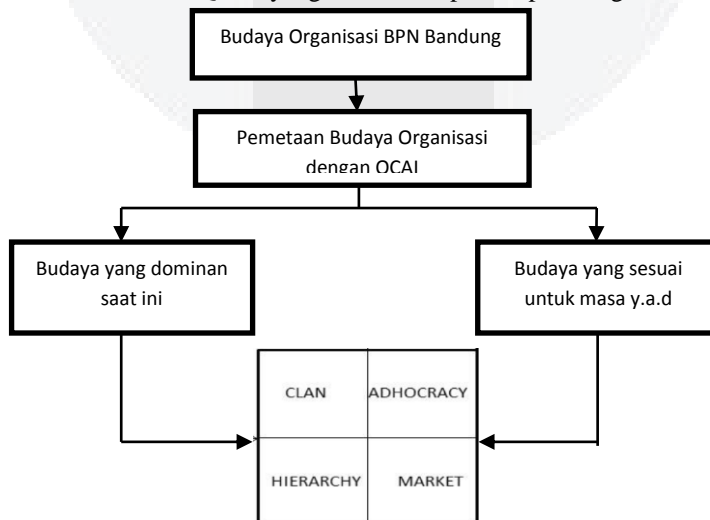 Budaya Organisasi BPN Bandung
Pemetaan Budaya Organisasi
dengan OCAI
Budaya yang dominan
saat ini
Budaya yang sesuai
untuk masa y.a.d
CLAN
ADHOCRACY
HIERARCHY
MARKET